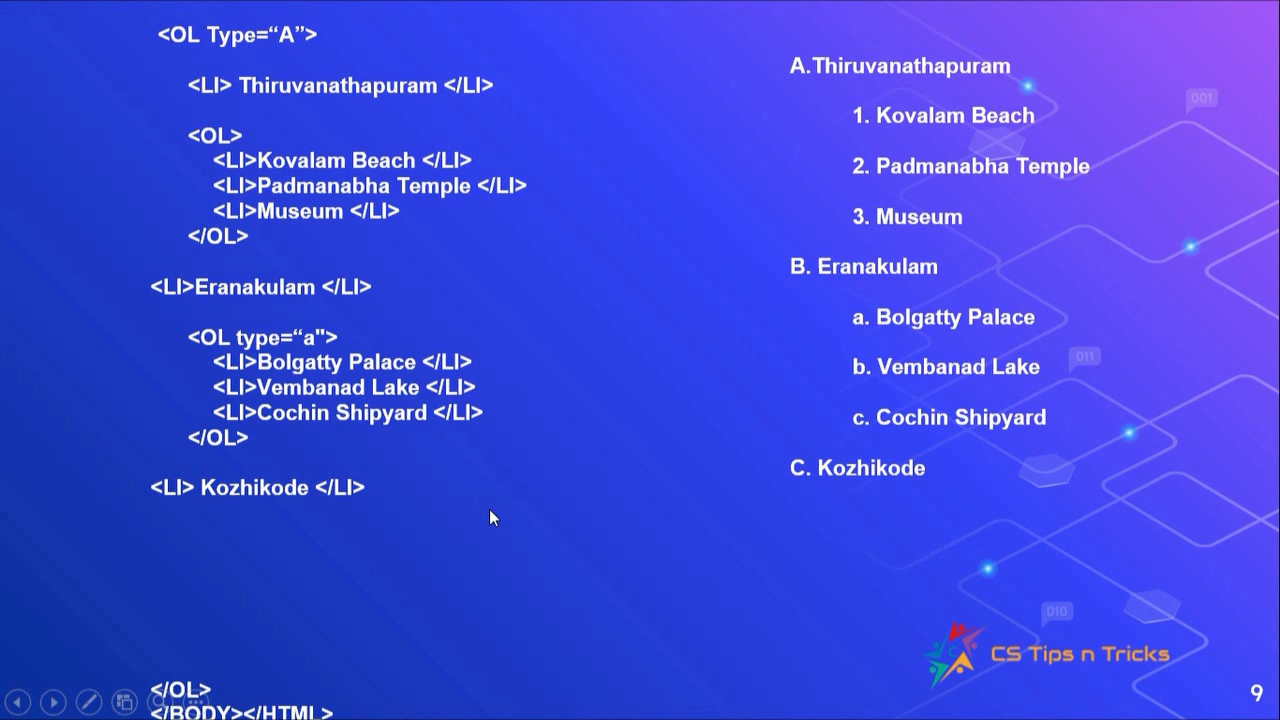 <OL Type=“A”>
<LI> Thiruvanathapuram </LI>
<OL>
<LI>Kovalam Beach </LI>
<LI>Padmanabha Temple </LI>
<LI>Museum </LI>
</OL>
<LI>Eranakulam </LI>
<OL type=“a">
<LI>Bolgatty Palace </LI>
<LI>Vembanad Lake </LI>
<LI>Cochin Shipyard </LI>
</OL>
<LI> Kozhikode </LI>
</OL>
</BODY></HTML>
A.Thiruvanathapuram
1. Kovalam Beach
2. Padmanabha Temple
3. Museum
B. Eranakulam
a. Bolgatty Palace
b. Vembanad Lake
c. Cochin Shipyard
C. Kozhikode
001
011
010
CS Tips n Tricks
9